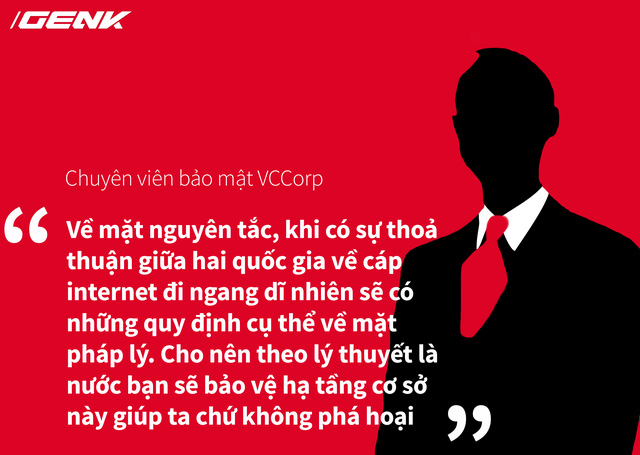 /GENK
Chuyên viên bảo mật VCCorp
“
Về mặt nguyên tắc, khi có sự thoả
thuận giữa hai quốc gia về cáp
internet đi ngang dĩ nhiên sẽ có
những quy định cụ thể về mặt
pháp lý. Cho nên theo lý thuyết là
nước bạn sẽ bảo vệ hạ tầng cơ sở
này giúp ta chứ không phá hoại
”